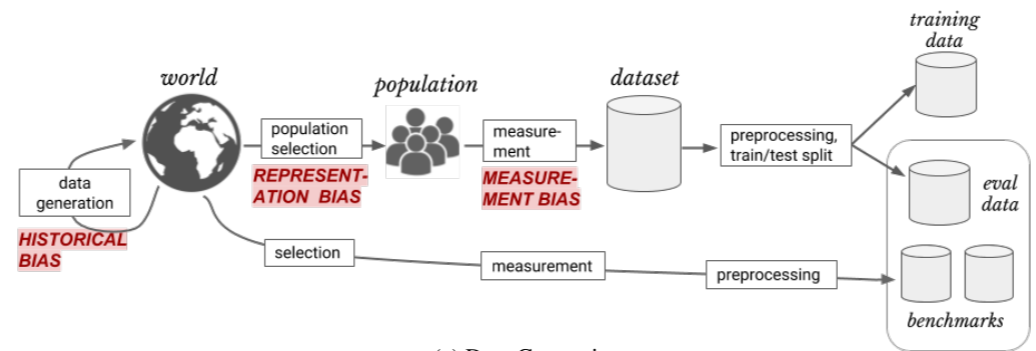 training
data
world
population
dataset
population
selection
measure-
ment
preprocessing,
train/test split
REPRESENT-
ATION BIAS
MEASURE-
MENT BIAS
data
generation
eval
data
HISTORICAL
BIAS
selection
measurement
preprocessing
benchmarks